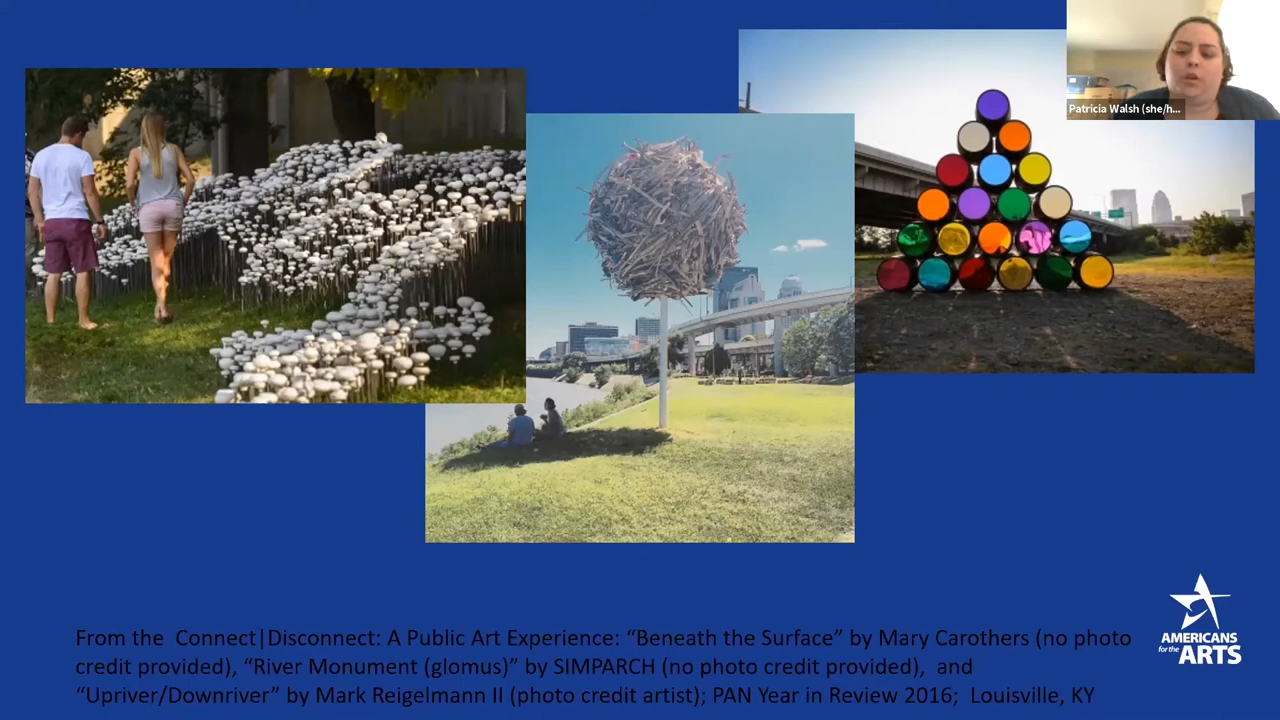 Patricia Walsh (she/h...
From the Connect|Disconnect: A Public Art Experience: “Beneath the Surface” by Mary Carothers (no photo
credit provided), “River Monument (glomus)” by SIMPARCH (no photo credit provided), and
“Upriver/Downriver” by Mark Reigelmann II (photo credit artist); PAN Year in Review 2016; Louisville, KY
AMERICANS
for the ARTS